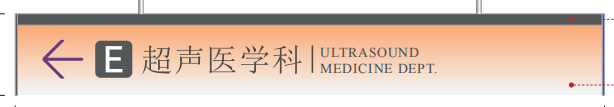 E 超声医学科 ULTRASOUND
MEDICINE DEPT.